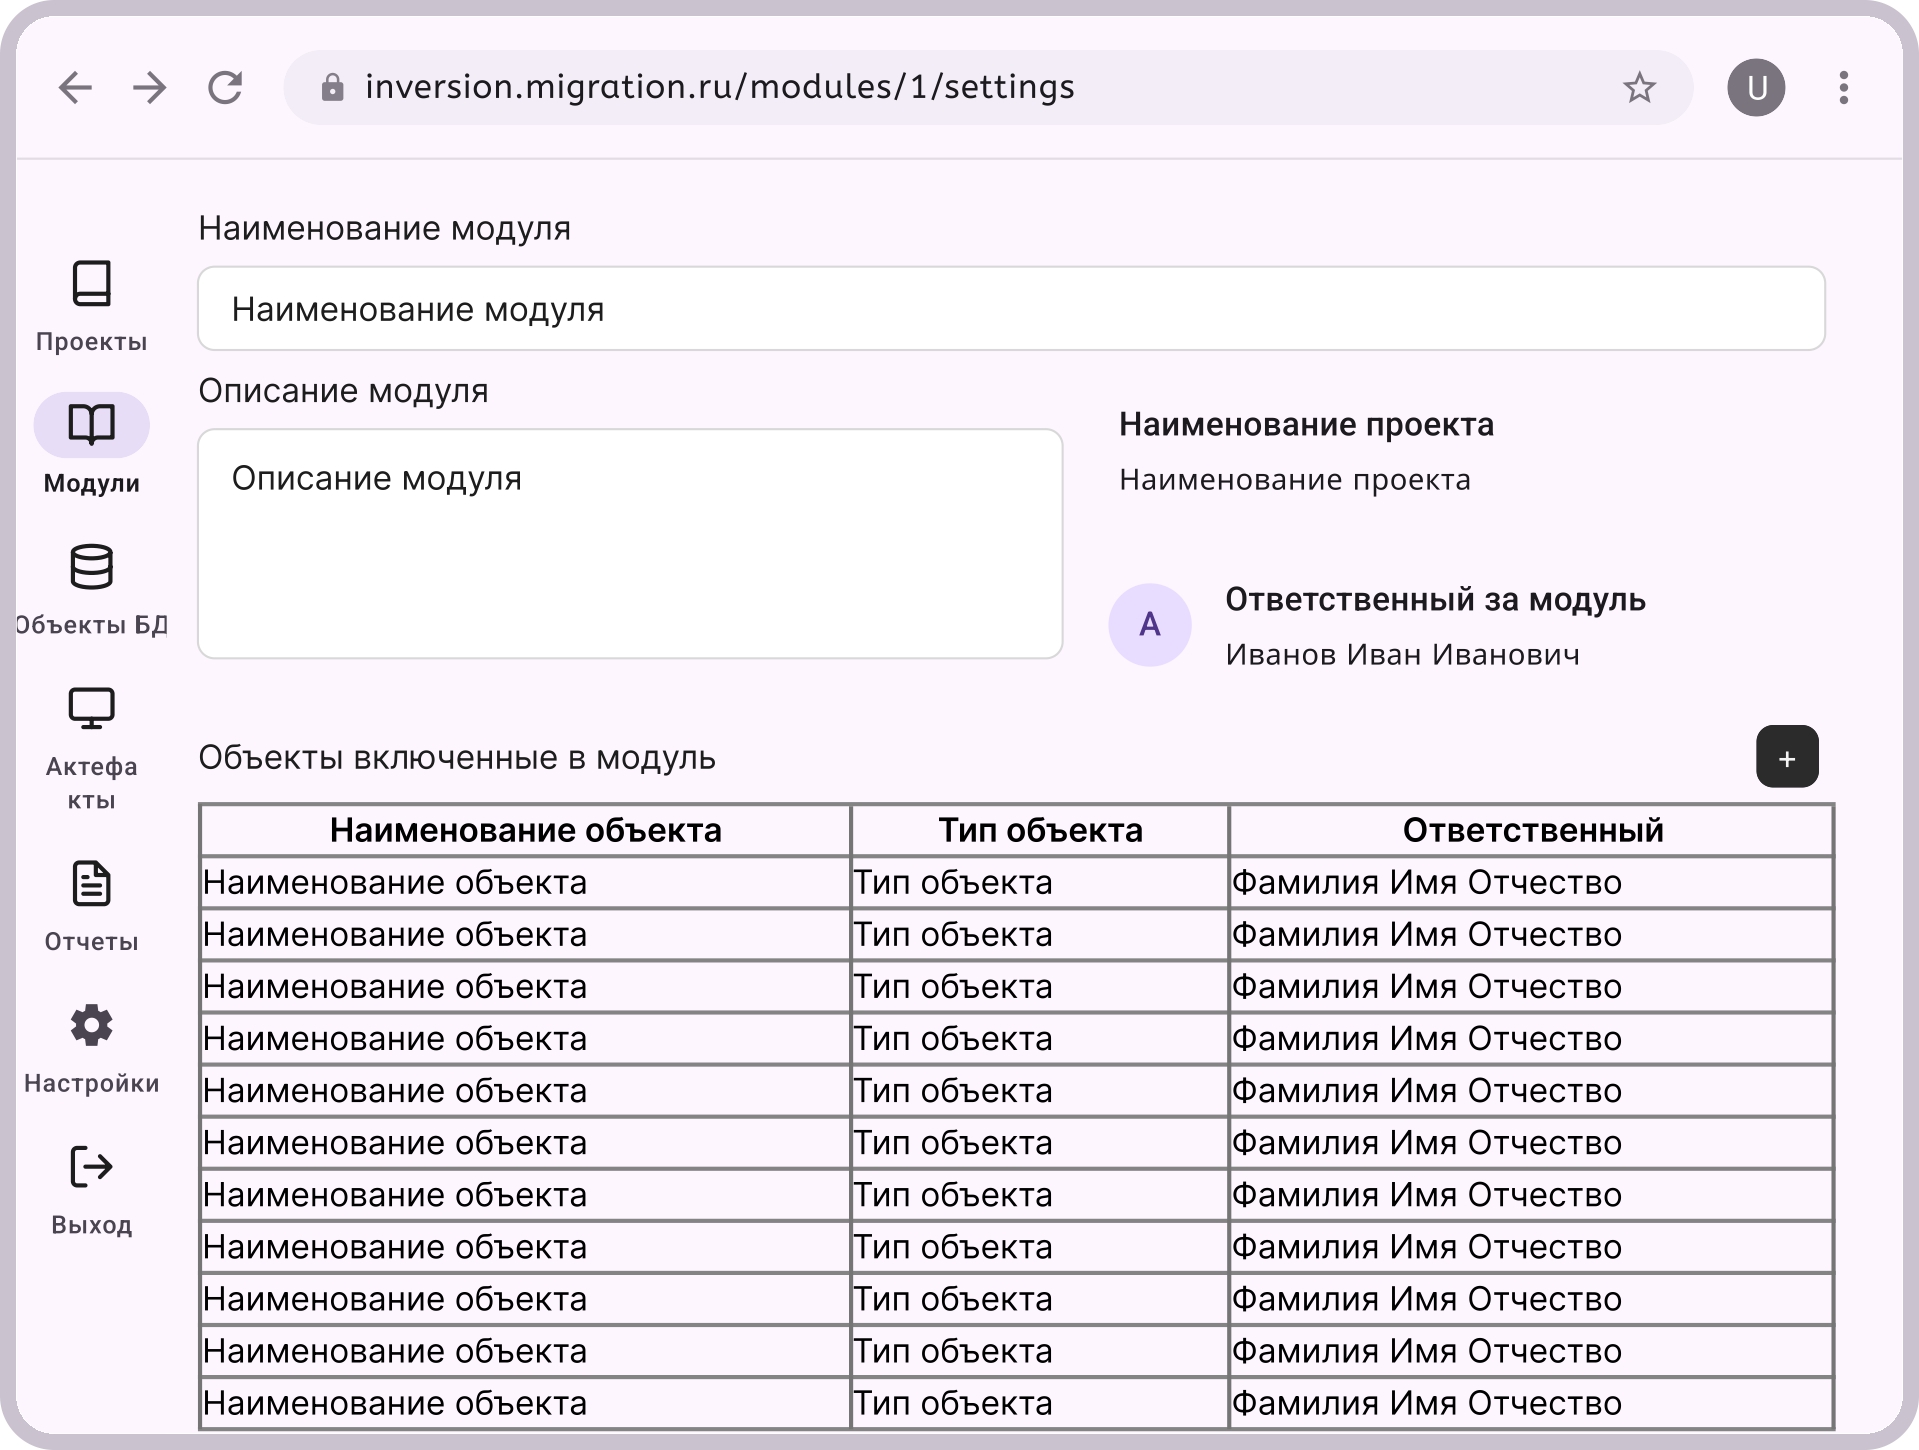 inversion.migration.ru/modules/1/settings
U
Проекты
Модули
Объекты БД
Актефа
кты
Отчеты
Настройки
Выход
Наименование модуля
Наименование модуля
Описание модуля
Описание модуля
Наименование проекта
Наименование проекта
A
Ответственный за модуль
Иванов Иван Иванович
Объекты включенные в модуль
+
Наименование объекта Тип объекта Ответственный
Наименование объекта Тип объекта Фамилия Имя Отчество
Наименование объекта Тип объекта Фамилия Имя Отчество
Наименование объекта Тип объекта Фамилия Имя Отчество
Наименование объекта Тип объекта Фамилия Имя Отчество
Наименование объекта Тип объекта Фамилия Имя Отчество
Наименование объекта Тип объекта Фамилия Имя Отчество
Наименование объекта Тип объекта Фамилия Имя Отчество
Наименование объекта Тип объекта Фамилия Имя Отчество
Наименование объекта Тип объекта Фамилия Имя Отчество
Наименование объекта Тип объекта Фамилия Имя Отчество
Наименование объекта Тип объекта Фамилия Имя Отчество